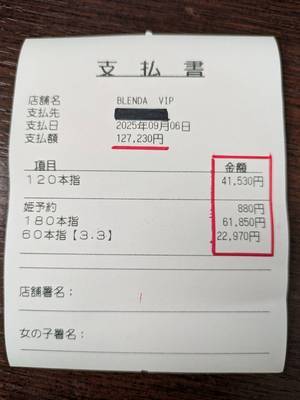 支払書
店舗名 BLENDA VIP
支払先
支払日 2025年09月06日
支払額 127,230円
項目 金額
120本指 41,530円
姫予約 880円
180本指 61,850円
60本指【3.3】 22,970円
店舗署名：
女の子署名：